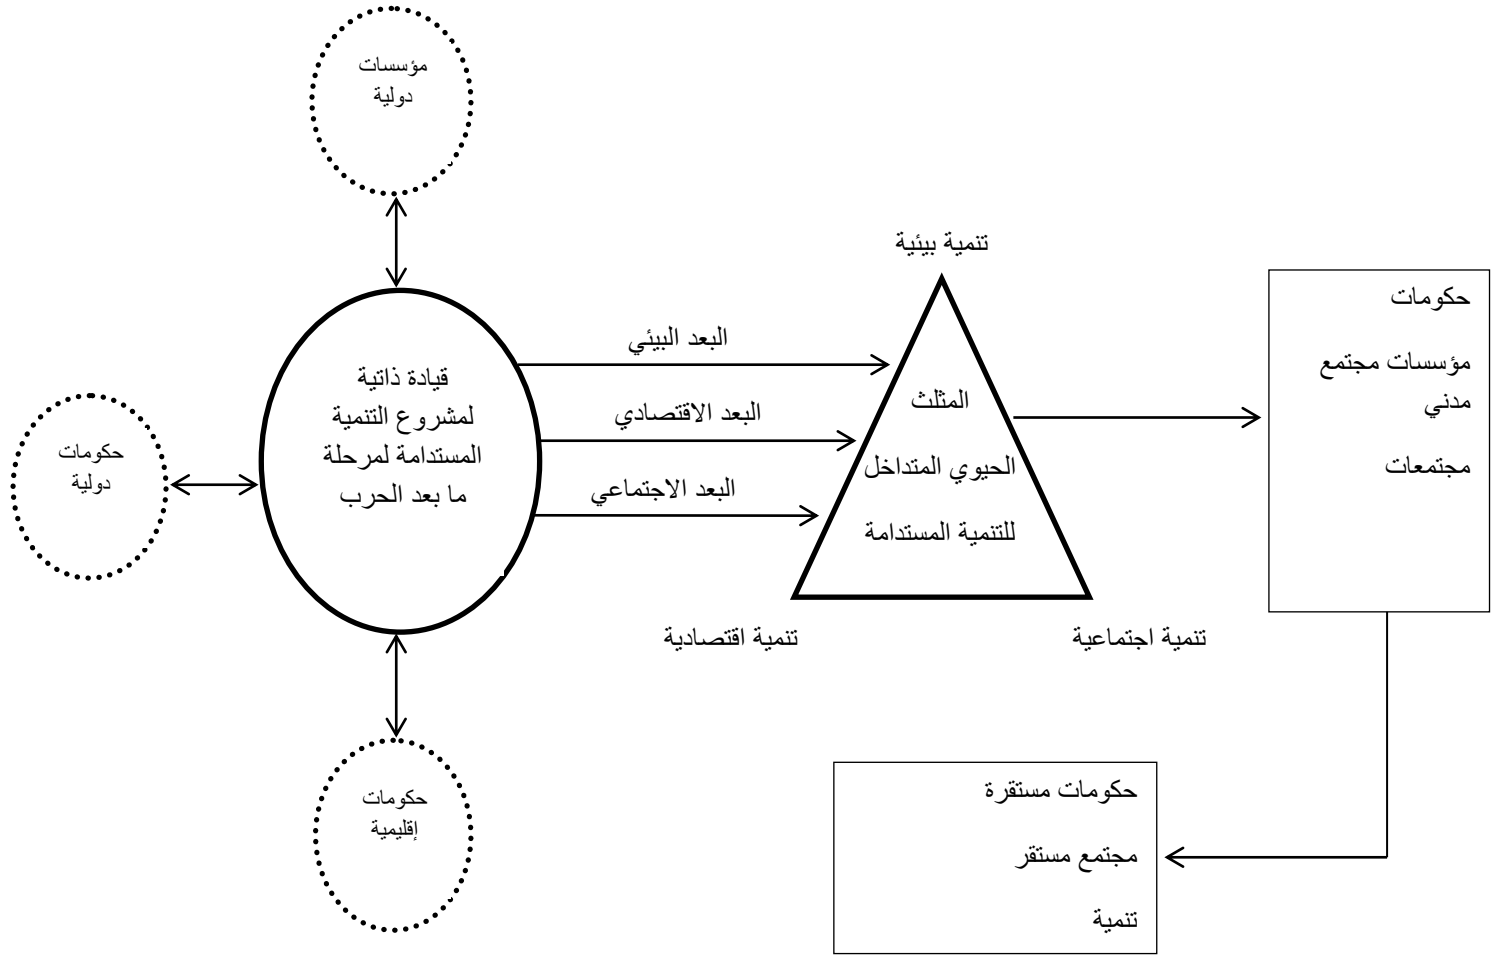 مؤسسات
دولية
تنمية بيئية
حكومات
مؤسسات مجتمع
مدني
مجتمعات
البعد البيئي
البعد الاقتصادي
البعد الاجتماعي
المثلث
الحيوي المتداخل
للتنمية المستدامة
قيادة ذاتية
لمشروع التنمية
المستدامة لمرحلة
ما بعد الحرب
حكومات
دولية
تنمية اجتماعية
تنمية اقتصادية
حكومات
إقليمية
حكومات مستقرة
مجتمع مستقر
تنمية